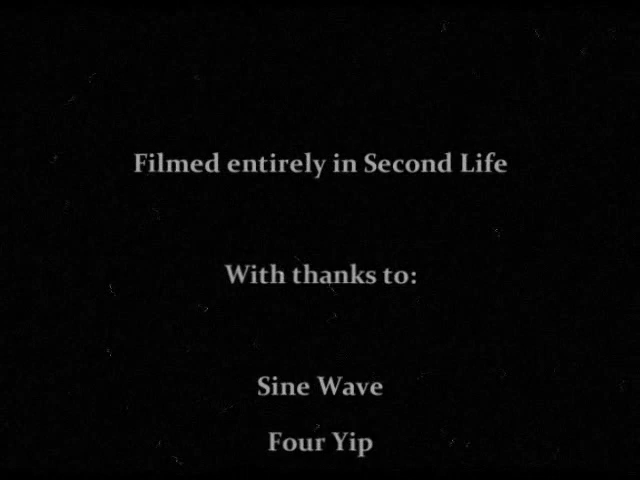 Filmed entirely in Second Life
With thanks to:
Sine Wave
Four Yip